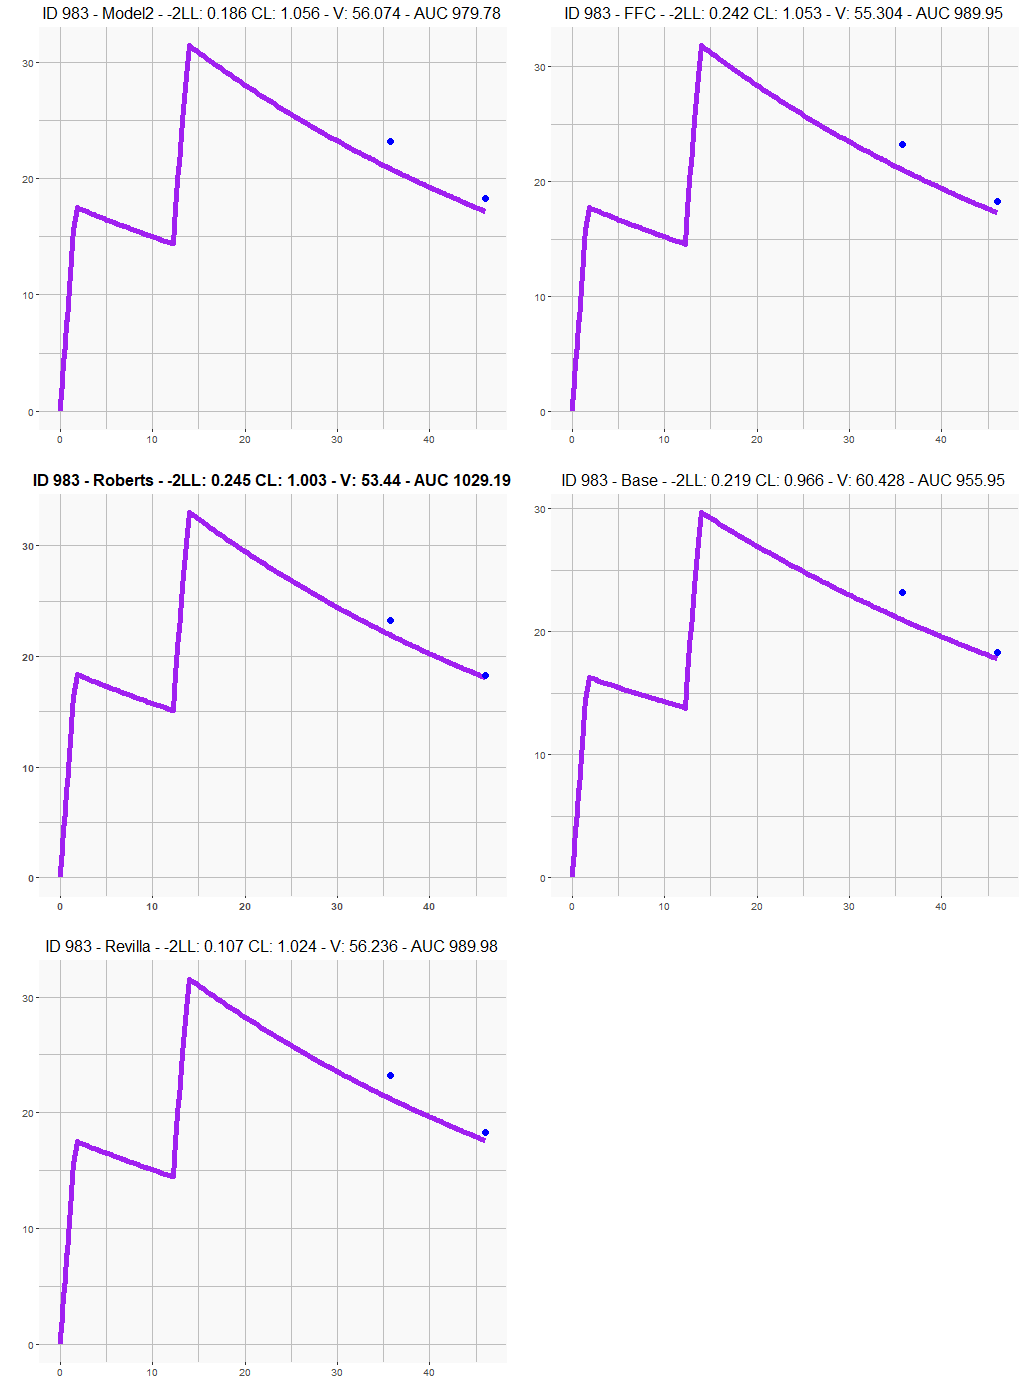 ID 983 - Model2 - -2LL: 0.186 CL: 1.056 - V: 56.074 - AUC 979.78
30
20
10
0
0 10 20 30 40
ID 983 - FFC - -2LL: 0.242 CL: 1.053 - V: 55.304 - AUC 989.95
30
20
10
0
0 10 20 30 40
ID 983 - Roberts - -2LL: 0.245 CL: 1.003 - V: 53.44 - AUC 1029.19
30
20
10
0
0 10 20 30 40
ID 983 - Base - -2LL: 0.219 CL: 0.966 - V: 60.428 - AUC 955.95
30
20
10
0
0 10 20 30 40
ID 983 - Revilla - -2LL: 0.107 CL: 1.024 - V: 56.236 - AUC 989.98
30
20
10
0
0 10 20 30 40